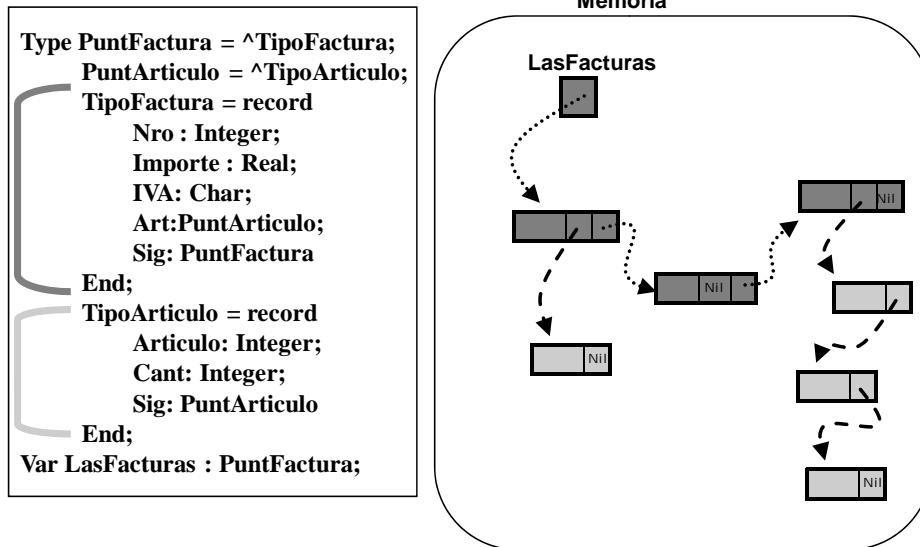 Memoria
Type PuntFactura = ^TipoFactura;
PuntArticulo = ^TipoArticulo;
TipoFactura = record
Nro : Integer;
Importe : Real;
IVA: Char;
Art:PuntArticulo;
Sig: PuntFactura
End;
TipoArticulo = record
Articulo: Integer;
Cant: Integer;
Sig: PuntArticulo
End;
Var LasFacturas : PuntFactura;
LasFacturas
Nil
Nil
Nil
Nil